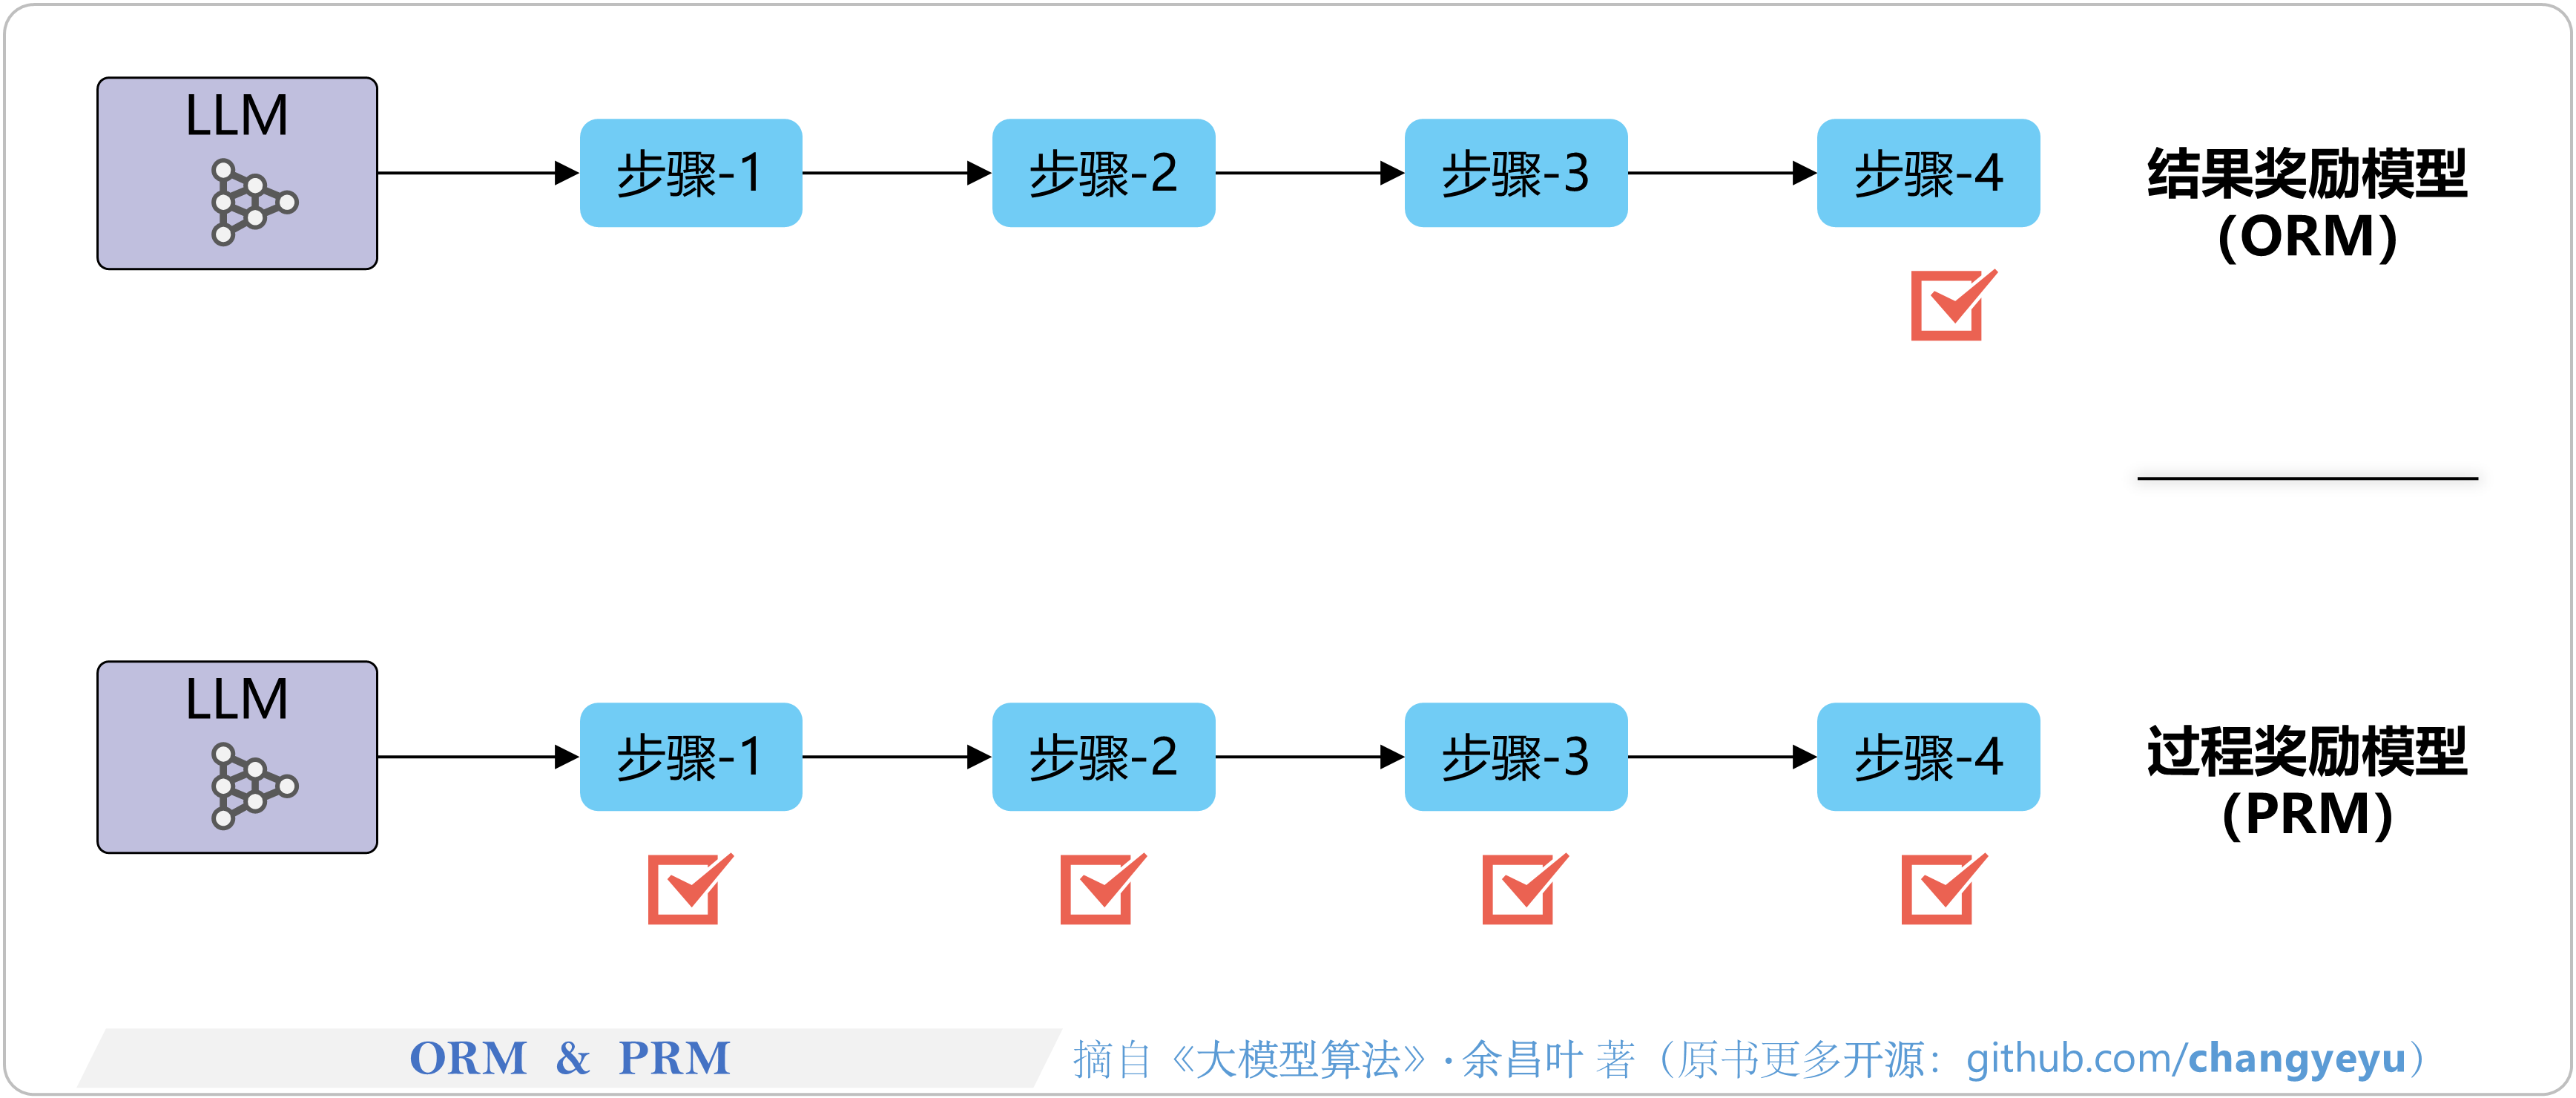 LLM
步骤-1
步骤-2
步骤-3
步骤-4
结果奖励模型
（ORM）
LLM
步骤-1
步骤-2
步骤-3
步骤-4
过程奖励模型
（PRM）
ORM & PRM
摘自《大模型算法》·余昌叶 著（原书更多开源：github.com/changyeyu）